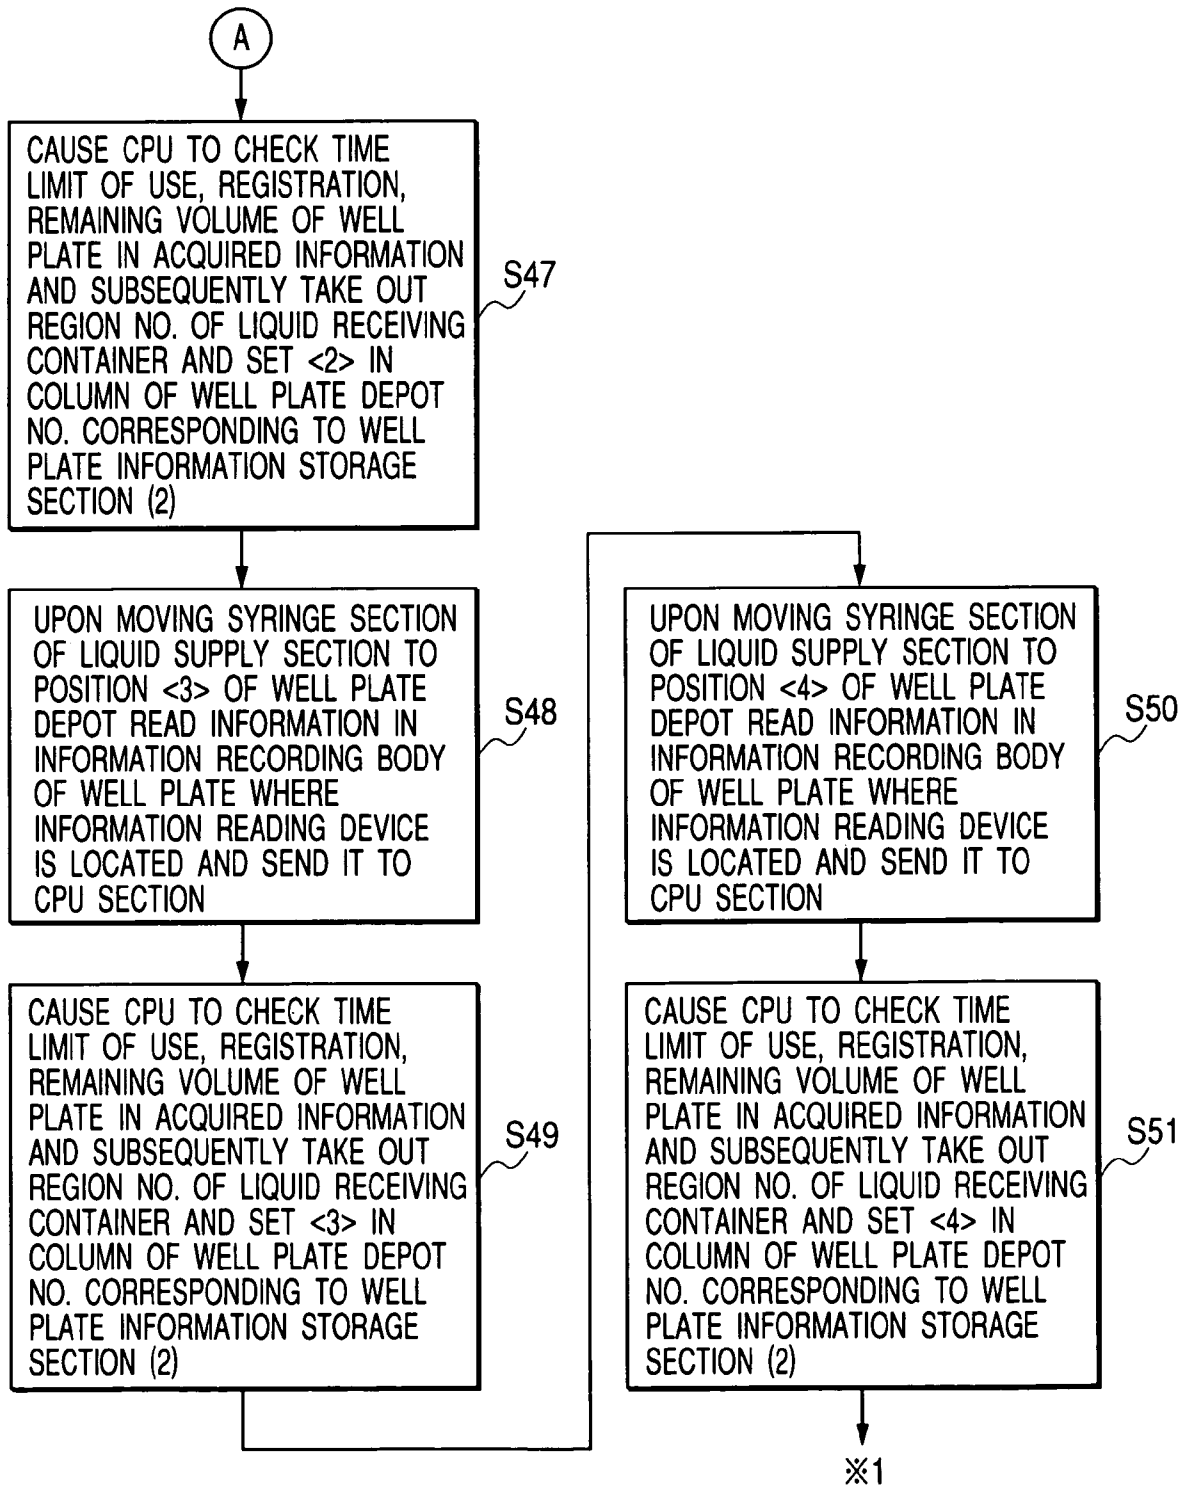 A
CAUSE CPU TO CHECK TIME
LIMIT OF USE, REGISTRATION,
REMAINING VOLUME OF WELL
PLATE IN ACQUIRED INFORMATION
AND SUBSEQUENTLY TAKE OUT
REGION NO. OF LIQUID RECEIVING
CONTAINER AND SET <2> IN
COLUMN OF WELL PLATE DEPOT
NO. CORRESPONDING TO WELL
PLATE INFORMATION STORAGE
SECTION (2)
S47
UPON MOVING SYRINGE SECTION
OF LIQUID SUPPLY SECTION TO
POSITION <3> OF WELL PLATE
DEPOT READ INFORMATION IN
INFORMATION RECORDING BODY
OF WELL PLATE WHERE
INFORMATION READING DEVICE
IS LOCATED AND SEND IT TO
CPU SECTION
S48
CAUSE CPU TO CHECK TIME
LIMIT OF USE, REGISTRATION,
REMAINING VOLUME OF WELL
PLATE IN ACQUIRED INFORMATION
AND SUBSEQUENTLY TAKE OUT
REGION NO. OF LIQUID RECEIVING
CONTAINER AND SET <3> IN
COLUMN OF WELL PLATE DEPOT
NO. CORRESPONDING TO WELL
PLATE INFORMATION STORAGE
SECTION (2)
S49
UPON MOVING SYRINGE SECTION
OF LIQUID SUPPLY SECTION TO
POSITION <4> OF WELL PLATE
DEPOT READ INFORMATION IN
INFORMATION RECORDING BODY
OF WELL PLATE WHERE
INFORMATION READING DEVICE
IS LOCATED AND SEND IT TO
CPU SECTION
S50
CAUSE CPU TO CHECK TIME
LIMIT OF USE, REGISTRATION,
REMAINING VOLUME OF WELL
PLATE IN ACQUIRED INFORMATION
AND SUBSEQUENTLY TAKE OUT
REGION NO. OF LIQUID RECEIVING
CONTAINER AND SET <4> IN
COLUMN OF WELL PLATE DEPOT
NO. CORRESPONDING TO WELL
PLATE INFORMATION STORAGE
SECTION (2)
S51
※1